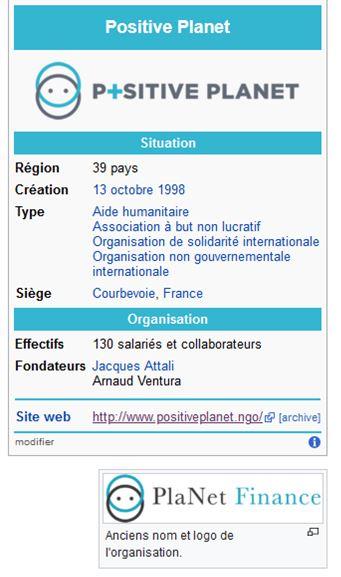 Positive Planet
P+SITIVE PLANET
Situation
Région 39 pays
Création 13 octobre 1998
Type Aide humanitaire
Association à but non lucratif
Organisation de solidarité internationale
Organisation non gouvernementale
internationale
Siège Courbevoie, France
Organisation
Effectifs 130 salariés et collaborateurs
Fondateurs Jacques Attali
Arnaud Ventura
Site web http://www.positiveplanet.ngo/ [archive]
modifier
PlaNet Finance
Anciens nom et logo de
l'organisation.